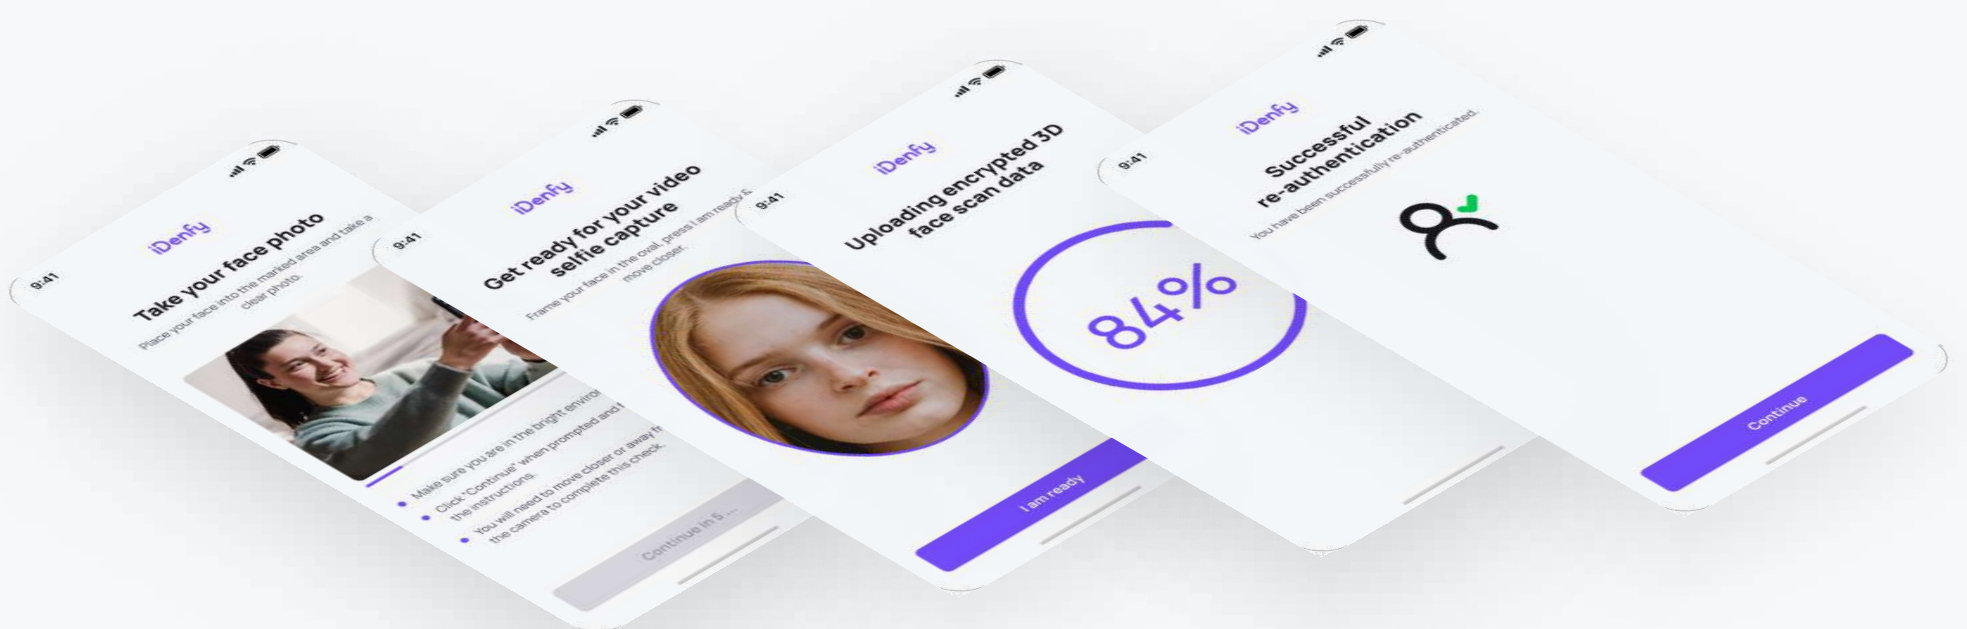 9:41
iDenfy
Take your face photo
Place your face into the marked area and take a
clear photo.
Make sure you are in the bright
Click "Continue" when prompted and
the instructions.
You will need to move closer or away
the camera to complete this check.
Continue in 5 ...
9:41
iDenfy
Get ready for your video
selfie capture
Frame your face in the oval, press I am ready &
move closer.
I am ready
9:41
iDenfy
Uploading encrypted 3D
face scan data
84%
9:41
iDenfy
Successful
re-authentication
You have been successfully re-authenticated.
Continue